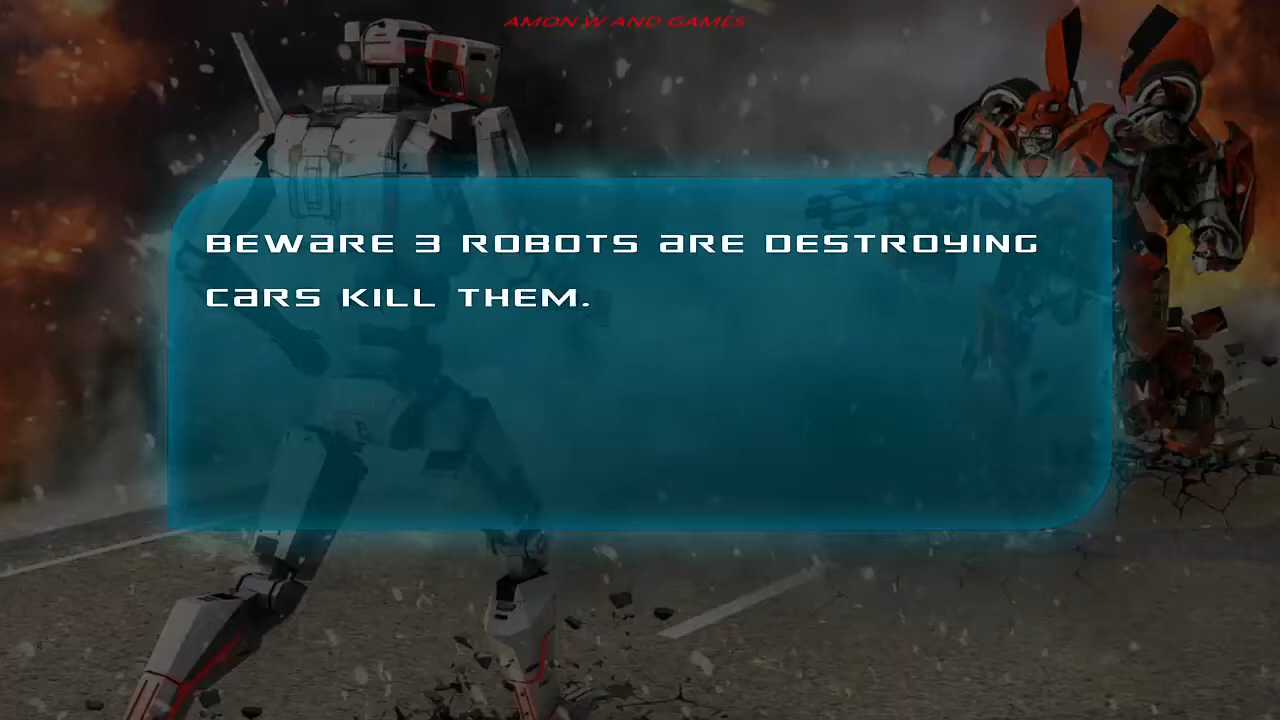 AMON W AND GAMES
BEWARE 3 ROBOTS ARE DESTROYING
CARS KILL THEM.